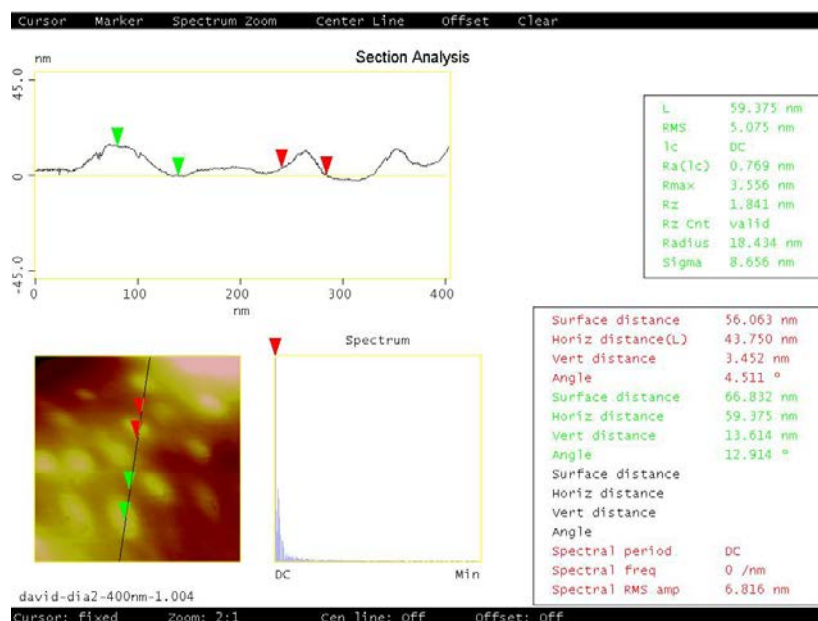 Cursor Marker Spectrum Zoom Center Line Offset Clear
nm
Section Analysis
45.0
0
-45.0
0 100 200 300 400
nm
L 59.375 nm
RMS 5.075 nm
lc DC
Ra(lc) 0.769 nm
Rmax 3.556 nm
Rz 1.841 nm
Rz Cnt valid
Radius 18.434 nm
Sigma 8.656 nm
Spectrum
DC Min
Surface distance 56.063 nm
Horiz distance(L) 43.750 nm
Vert distance 3.452 nm
Angle 4.511 °
Surface distance 66.832 nm
Horiz distance 59.375 nm
Vert distance 13.614 nm
Angle 12.914 °
Surface distance
Horiz distance
Vert distance
Angle
Spectral period DC
Spectral freq 0 /nm
Spectral RMS amp 6.816 nm
david-dia2-400nm-1.004
Cursor: fixed Zoom: 2:1 Cen line: Off Offset: Off